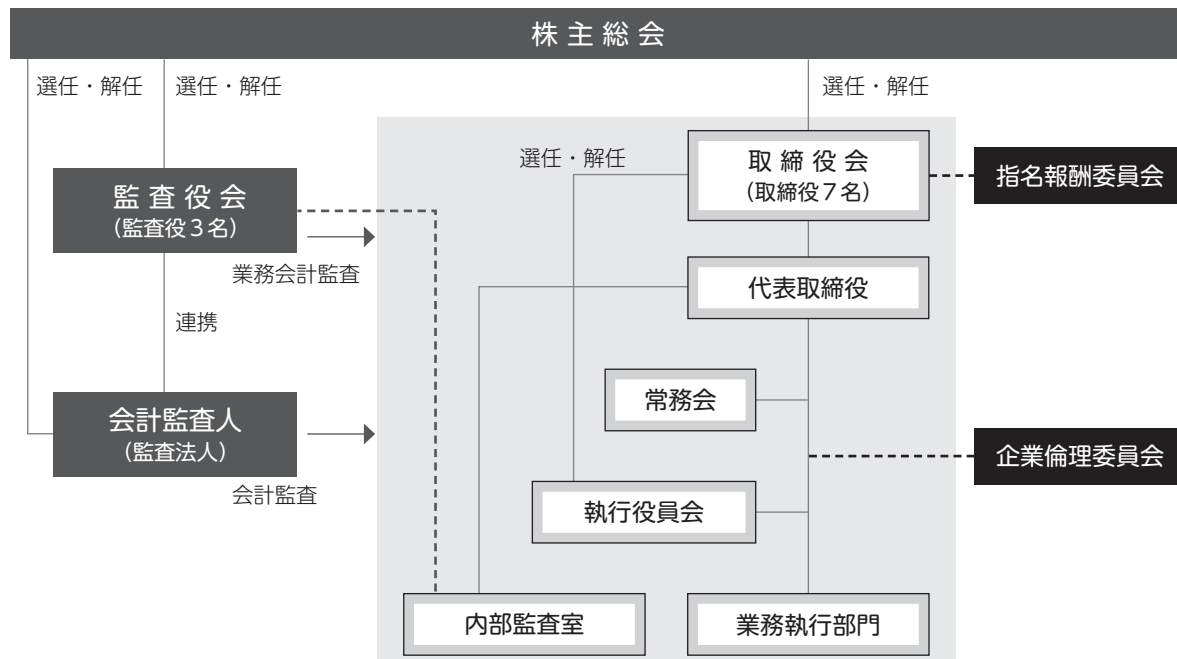 株主総会
選任・解任
選任・解任
選任・解任
選任・解任
取締役会
(取締役7名)
指名報酬委員会
監査役会
(監査役3名)
業務会計監査
代表取締役
連携
常務会
会計監査人
(監査法人)
会計監査
企業倫理委員会
執行役員会
内部監査室
業務執行部門